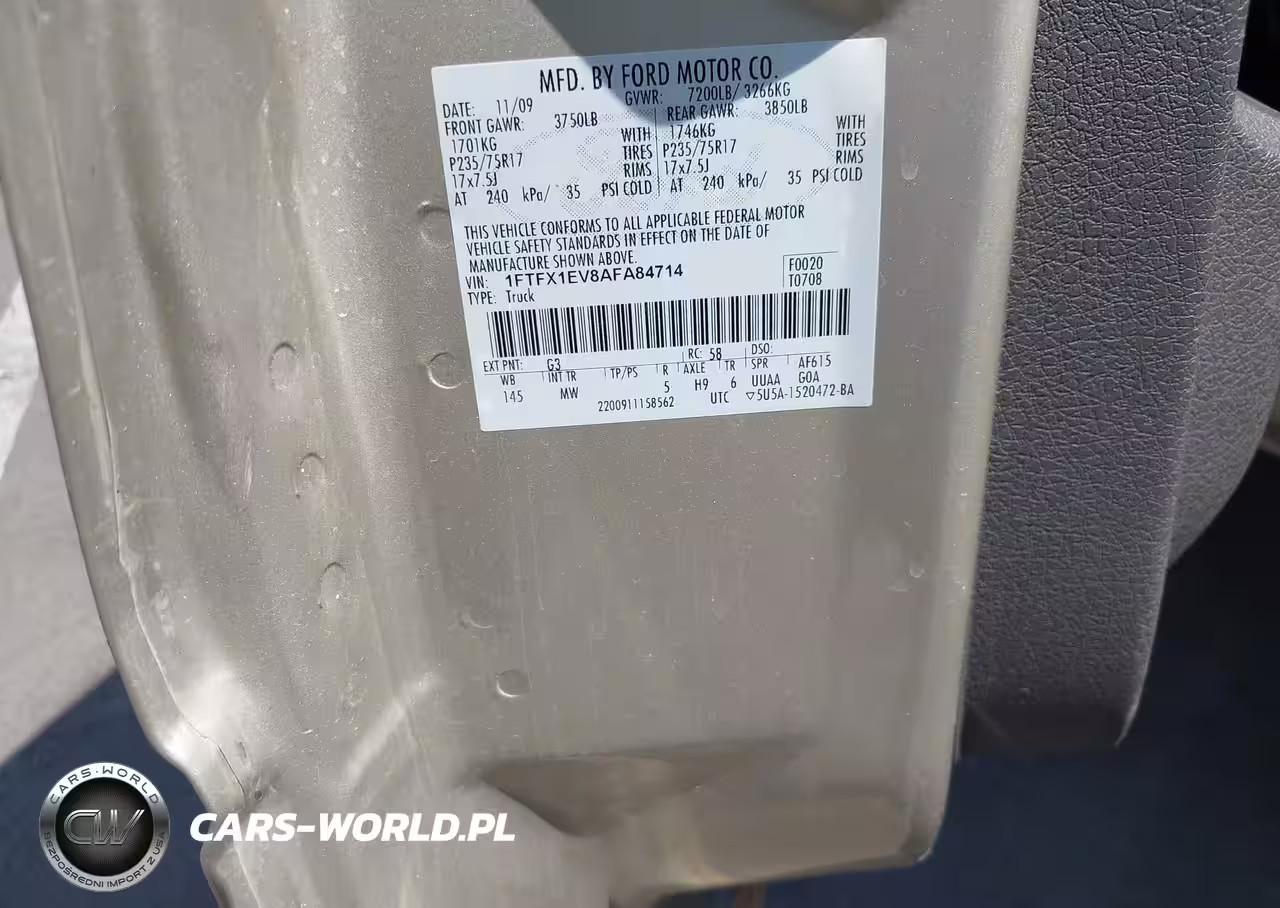 MFD. BY FORD MOTOR CO.
DATE: 11/09 GVWR: 7200LB/ 3266KG
FRONT GAWR: 3750LB REAR GAWR: 3850LB
1701KG WITH 1746KG WITH
P235/75R17 TIRES P235/75R17 TIRES
17x7.5J RIMS 17x7.5J RIMS
AT 240 kPa/ 35 PSI COLD AT 240 kPa/ 35 PSI COLD
THIS VEHICLE CONFORMS TO ALL APPLICABLE FEDERAL MOTOR
VEHICLE SAFETY STANDARDS IN EFFECT ON THE DATE OF
MANUFACTURE SHOWN ABOVE.
VIN: 1FTFX1EV8AFA84714 F0020
TYPE: Truck T0708
EXT PNT: G3 RC: 58 DSO:
WB INT TR TP/PS R AXLE TR SPR AF615
145 MW 5 H9 6 UUAA G0A
2200911158562 UTC ▽5U5A-1520472-BA
CARS-WORLD
CW
BEZPOŚREDNI IMPORT Z USA
CARS-WORLD.PL